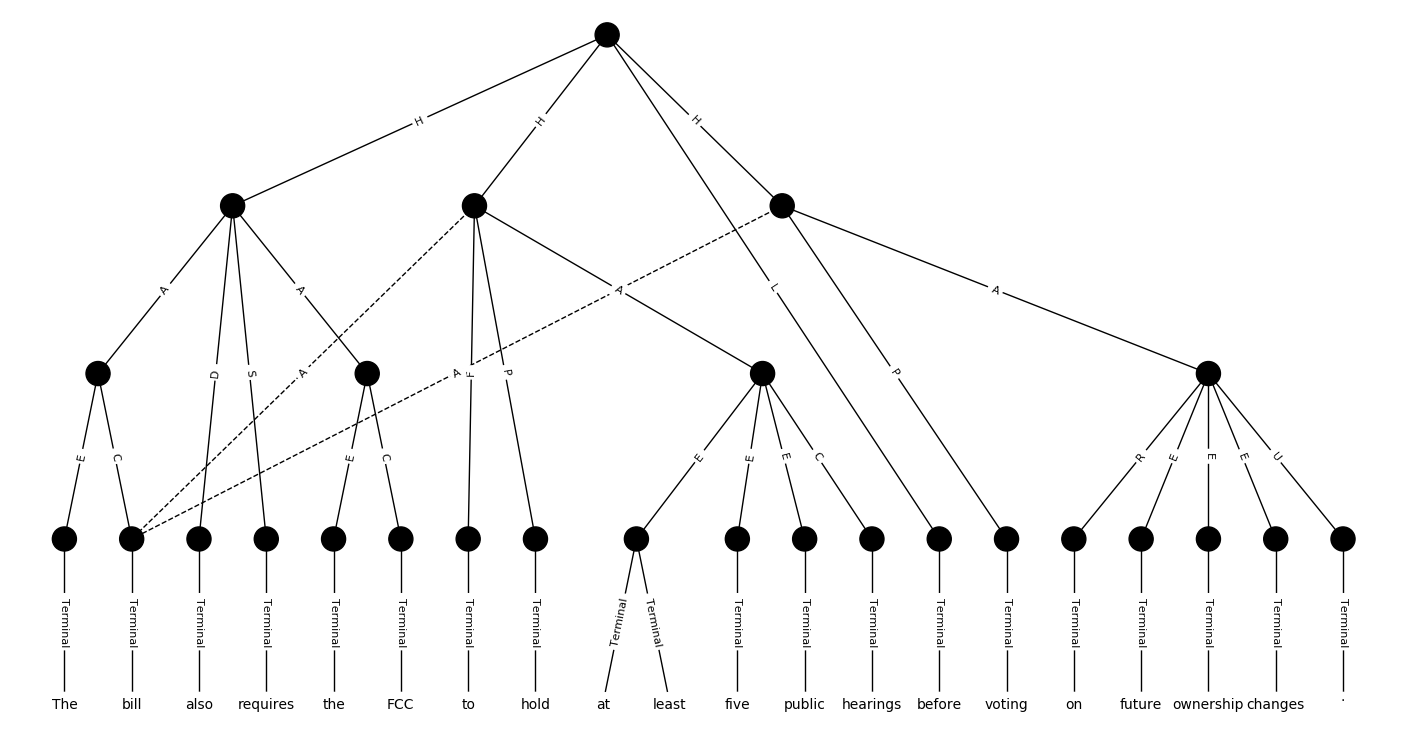 H H H
A D S A A A F P A L P A
E C E C E E E C R E E E U
Terminal Terminal Terminal Terminal Terminal Terminal Terminal Terminal Terminal Terminal Terminal Terminal Terminal Terminal Terminal Terminal Terminal Terminal Terminal Terminal
The bill also requires the FCC to hold at least five public hearings before voting on future ownership changes .